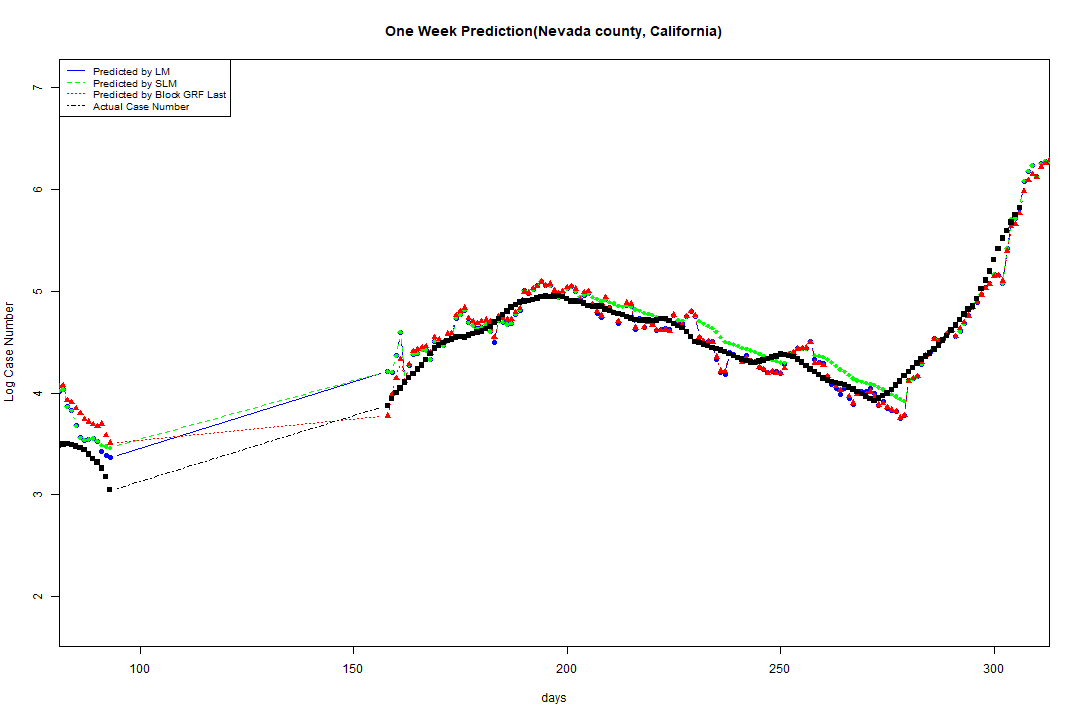 One Week Prediction(Nevada county, California)
Predicted by LM
Predicted by SLM
Predicted by Block GRF Last
Actual Case Number
7
6
5
4
3
2
Log Case Number
100 150 200 250 300
days